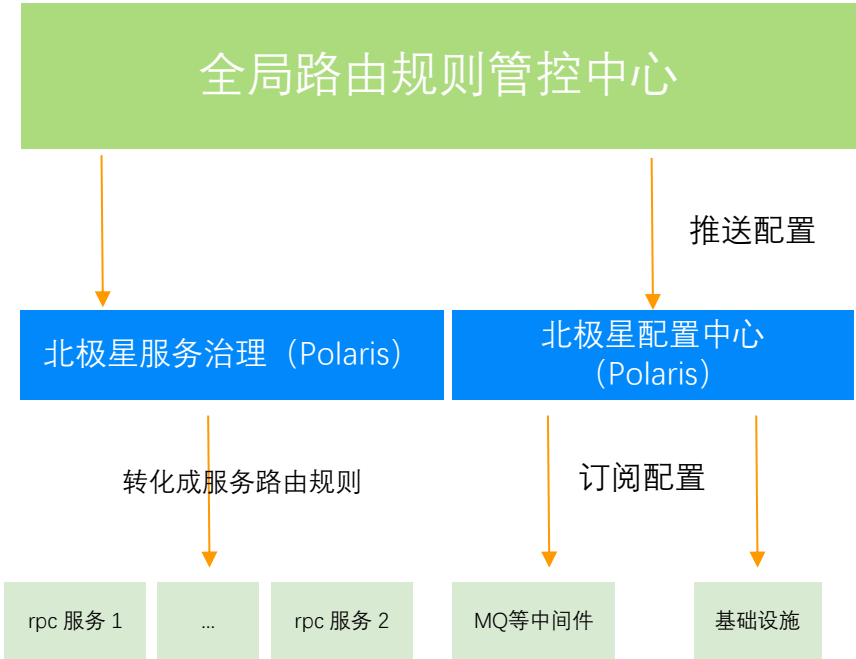 全局路由规则管控中心
推送配置
北极星服务治理（Polaris）
北极星配置中心
（Polaris）
转化成服务路由规则
订阅配置
rpc 服务 1
...
rpc 服务 2
MQ等中间件
基础设施